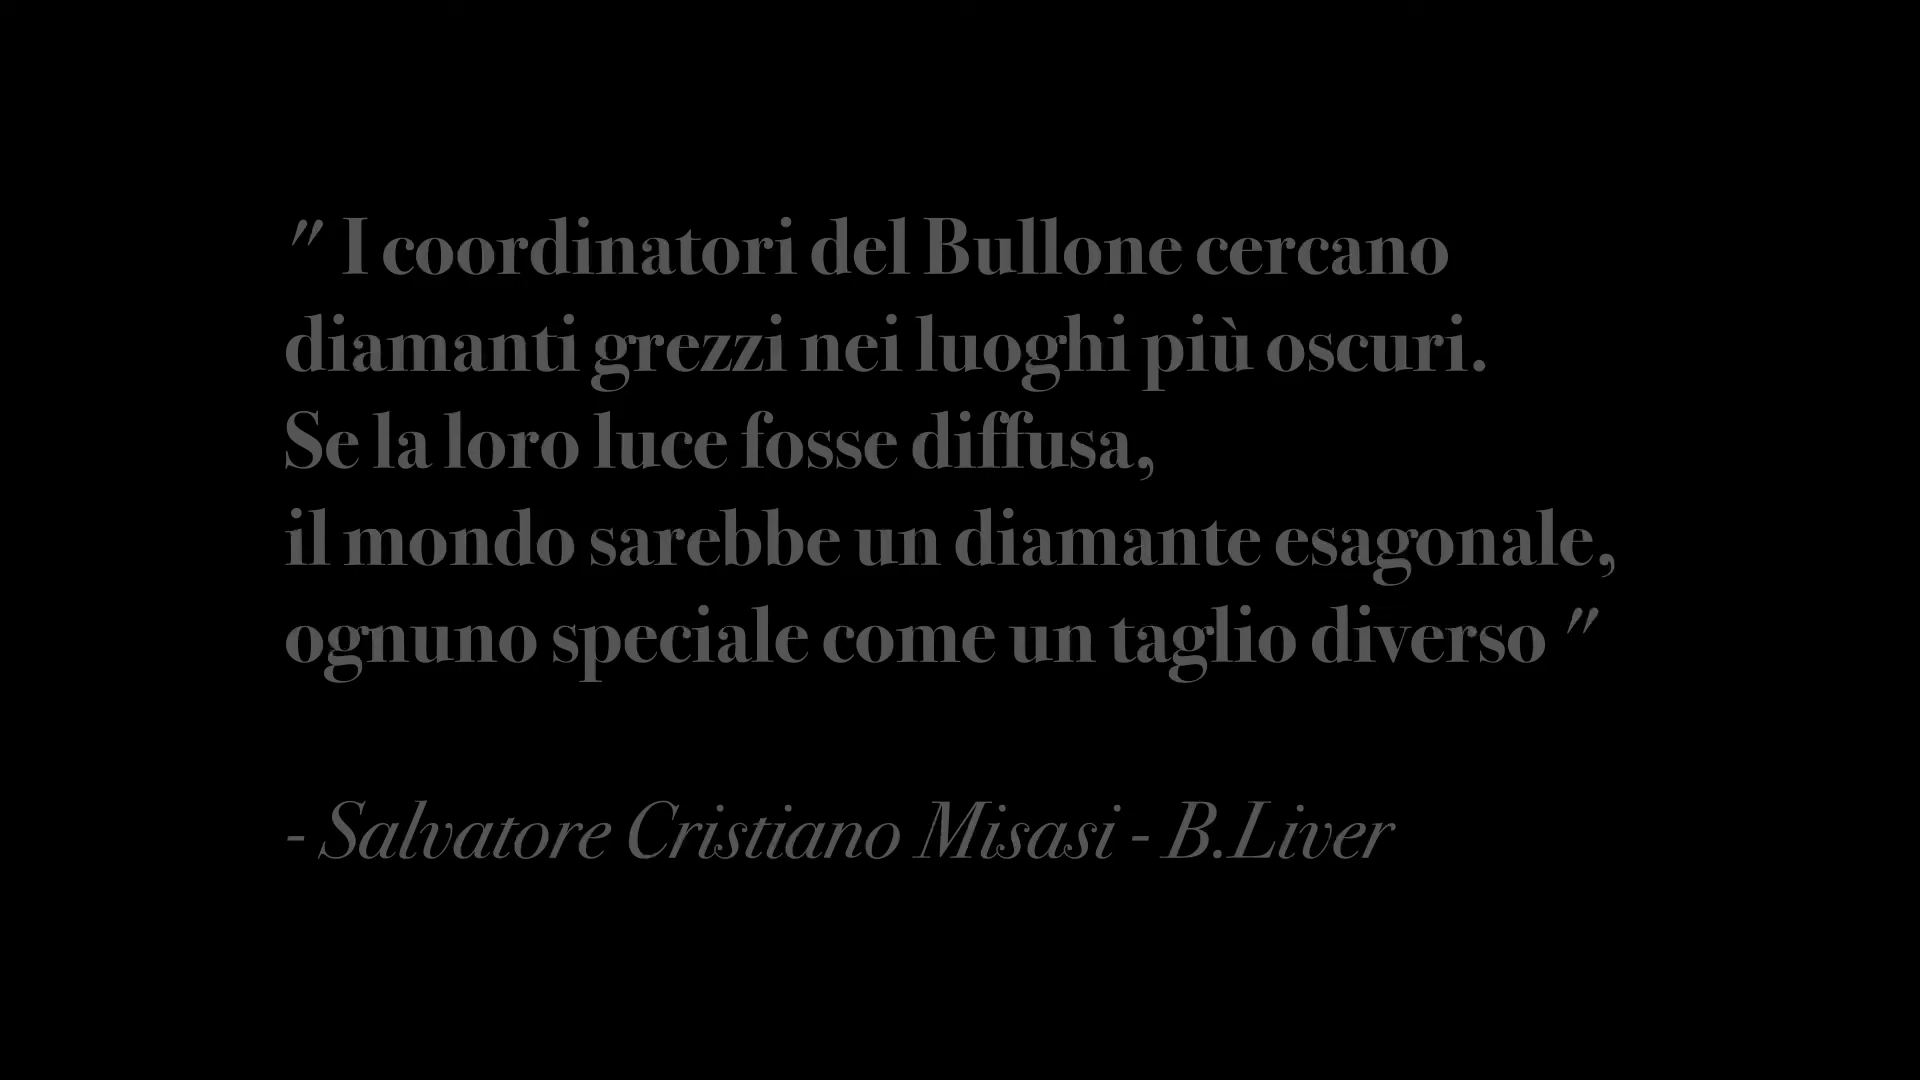 " I coordinatori del Bullone cercano
diamanti grezzi nei luoghi più oscuri.
Se la loro luce fosse diffusa,
il mondo sarebbe un diamante esagonale,
ognuno speciale come un taglio diverso "
- Salvatore Cristiano Misasi - B.Liver